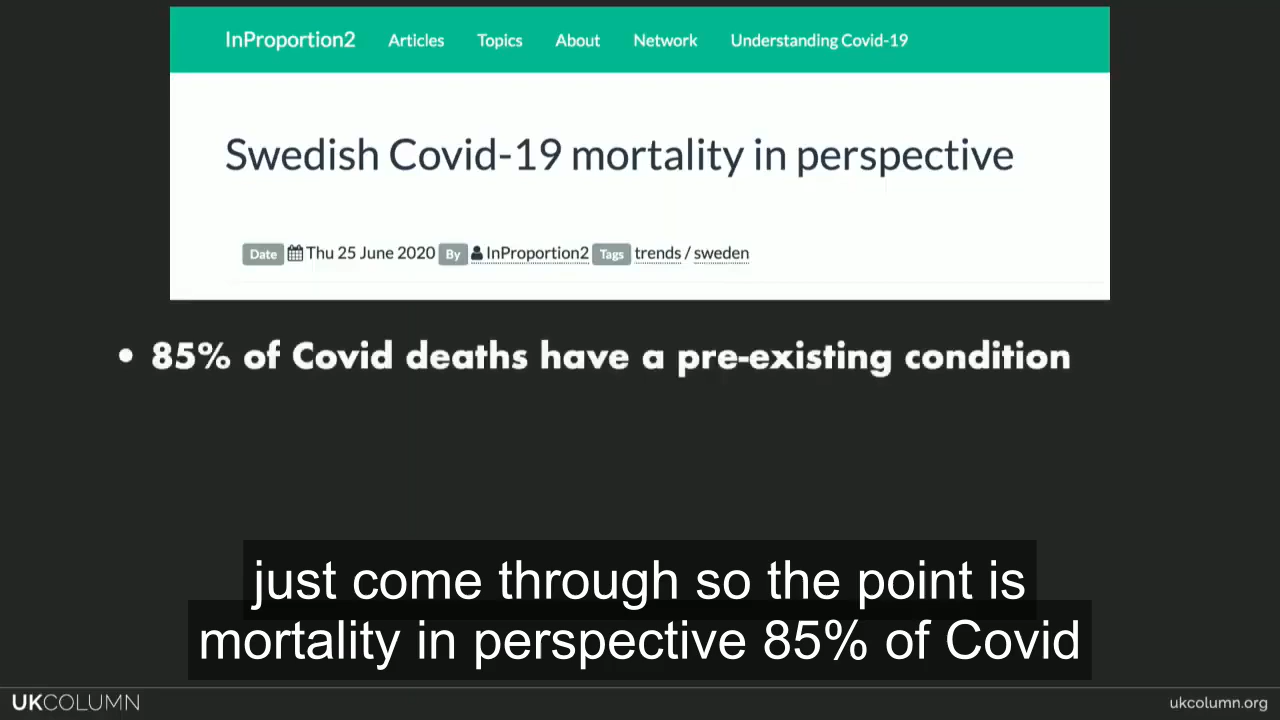 InProportion2 Articles Topics About Network Understanding Covid-19
Swedish Covid-19 mortality in perspective
Date Thu 25 June 2020 By InProportion2 Tags trends / sweden
• 85% of Covid deaths have a pre-existing condition
just come through so the point is
mortality in perspective 85% of Covid
UKCOLUMN ukcolumn.org